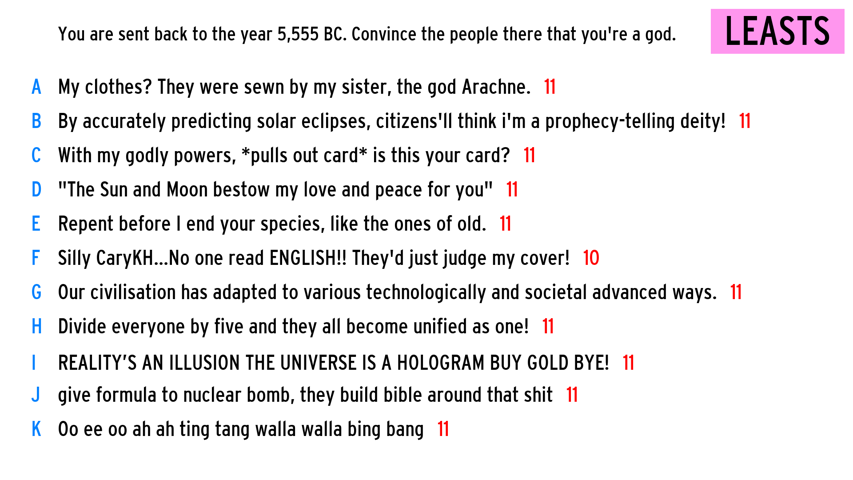 You are sent back to the year 5,555 BC. Convince the people there that you're a god.
LEASTS
A My clothes? They were sewn by my sister, the god Arachne. 11
B By accurately predicting solar eclipses, citizens'll think i'm a prophecy-telling deity! 11
C With my godly powers, *pulls out card* is this your card? 11
D "The Sun and Moon bestow my love and peace for you" 11
E Repent before I end your species, like the ones of old. 11
F Silly CaryKH...No one read ENGLISH!! They'd just judge my cover! 10
G Our civilisation has adapted to various technologically and societal advanced ways. 11
H Divide everyone by five and they all become unified as one! 11
I REALITY’S AN ILLUSION THE UNIVERSE IS A HOLOGRAM BUY GOLD BYE! 11
J give formula to nuclear bomb, they build bible around that shit 11
K Oo ee oo ah ah ting tang walla walla bing bang 11